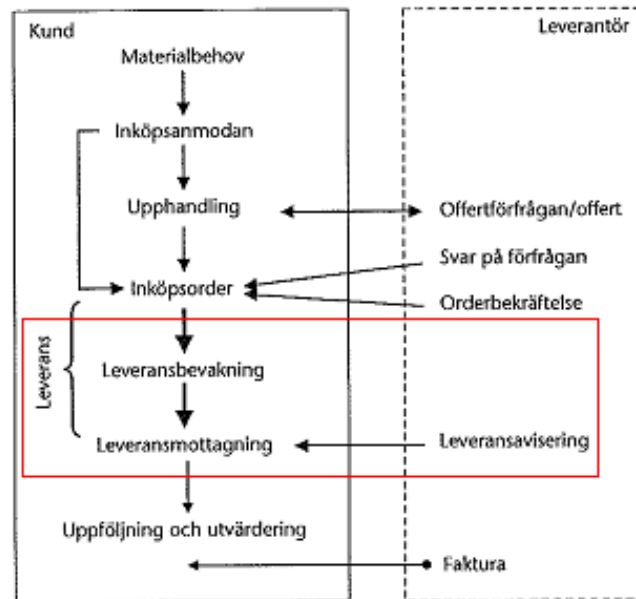 Kund
Leverantör
Materialbehov
Inköpsanmodan
Upphandling
Offertförfrågan/offert
Svar på förfrågan
Inköpsorder
Orderbekräftelse
Leverans
Leveransbevakning
Leveransmottagning
Leveransavisering
Uppföljning och utvärdering
Faktura